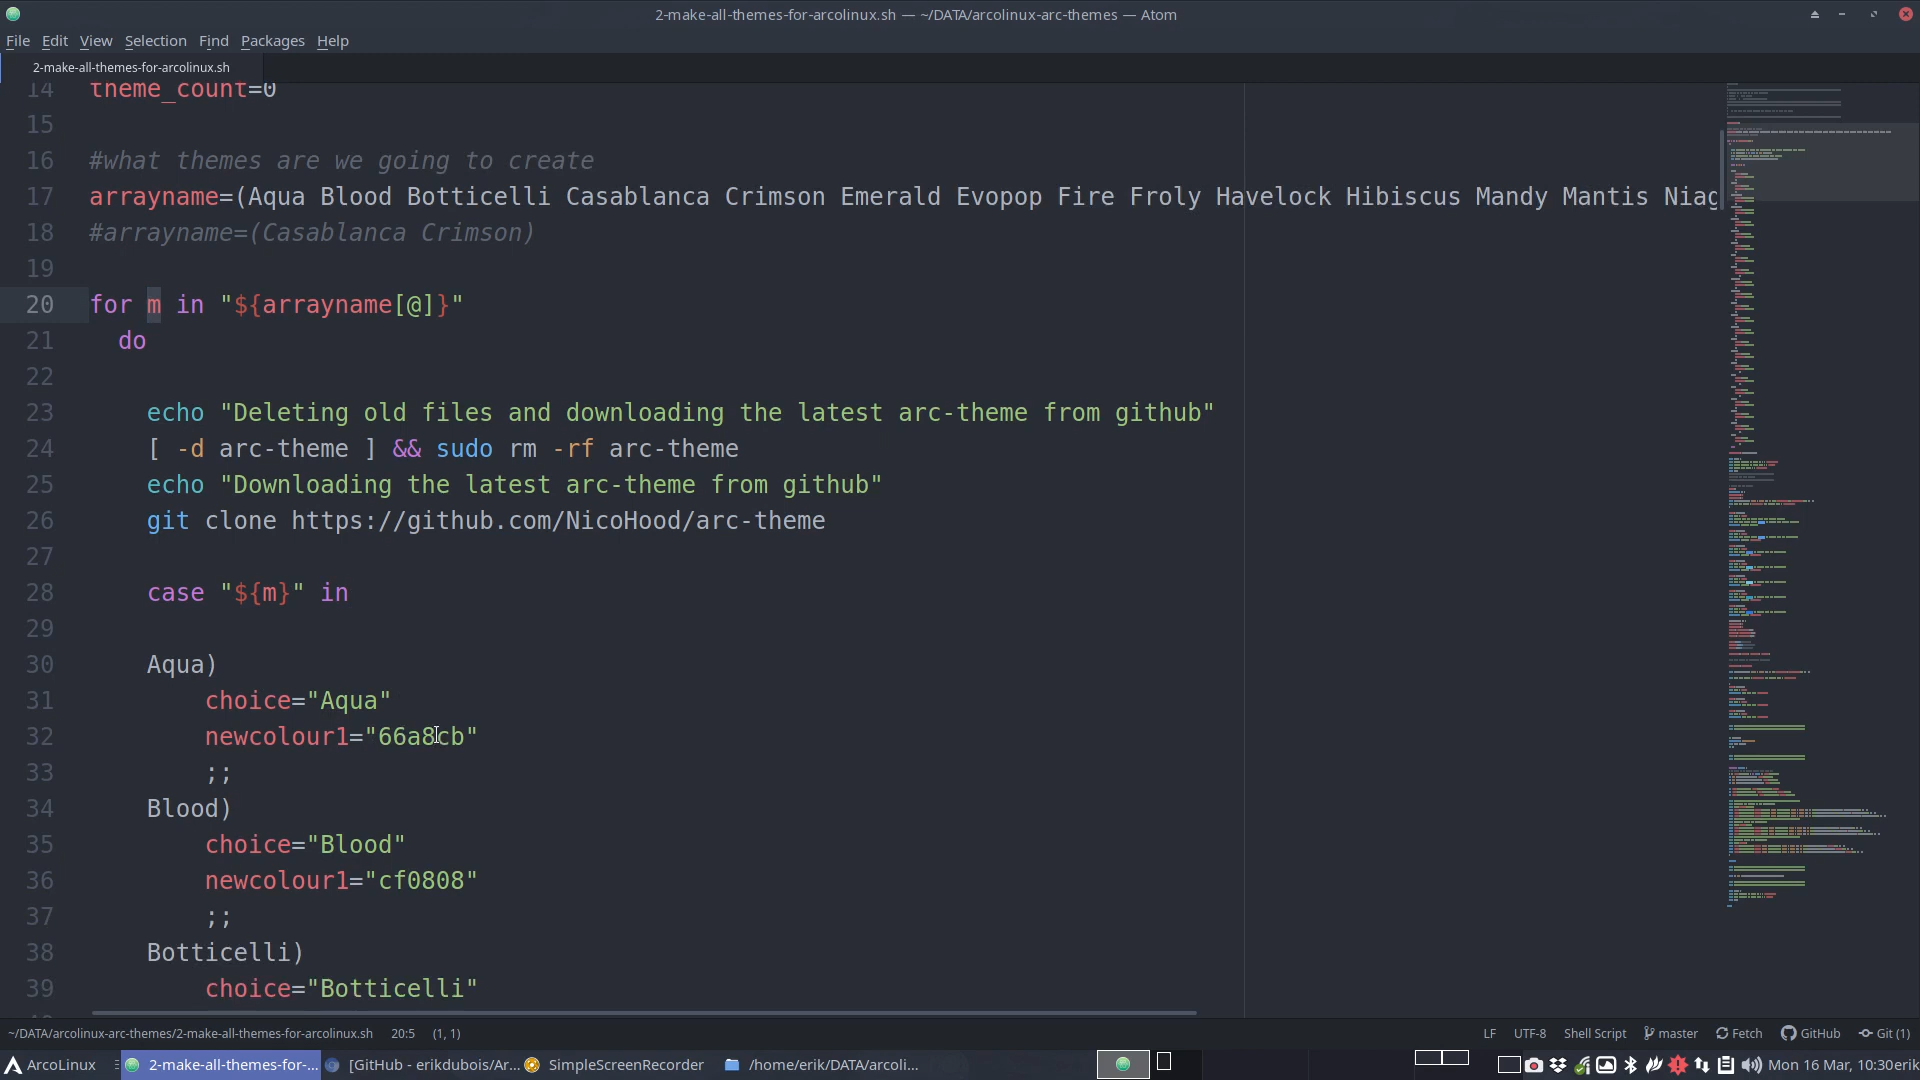 2-make-all-themes-for-arcolinux.sh — ~/DATA/arcolinux-arc-themes — Atom
File Edit View Selection Find Packages Help
2-make-all-themes-for-arcolinux.sh
14 theme_count=0
15
16 #what themes are we going to create
17 arrayname=(Aqua Blood Botticelli Casablanca Crimson Emerald Evopop Fire Froly Havelock Hibiscus Mandy Mantis Niag
18 #arrayname=(Casablanca Crimson)
19
20 for m in "${arrayname[@]}"
21 do
22
23 echo "Deleting old files and downloading the latest arc-theme from github"
24 [ -d arc-theme ] && sudo rm -rf arc-theme
25 echo "Downloading the latest arc-theme from github"
26 git clone https://github.com/NicoHood/arc-theme
27
28 case "${m}" in
29
30 Aqua)
31 choice="Aqua"
32 newcolour1="66a8cb"
33 ;;
34 Blood)
35 choice="Blood"
36 newcolour1="cf0808"
37 ;;
38 Botticelli)
39 choice="Botticelli"
~/DATA/arcolinux-arc-themes/2-make-all-themes-for-arcolinux.sh 20:5 (1, 1) LF UTF-8 Shell Script master Fetch GitHub Git (1)
ArcoLinux 2-make-all-themes-for-... [GitHub - erikdubois/Ar... SimpleScreenRecorder /home/erik/DATA/arcoli... Mon 16 Mar, 10:30 erik